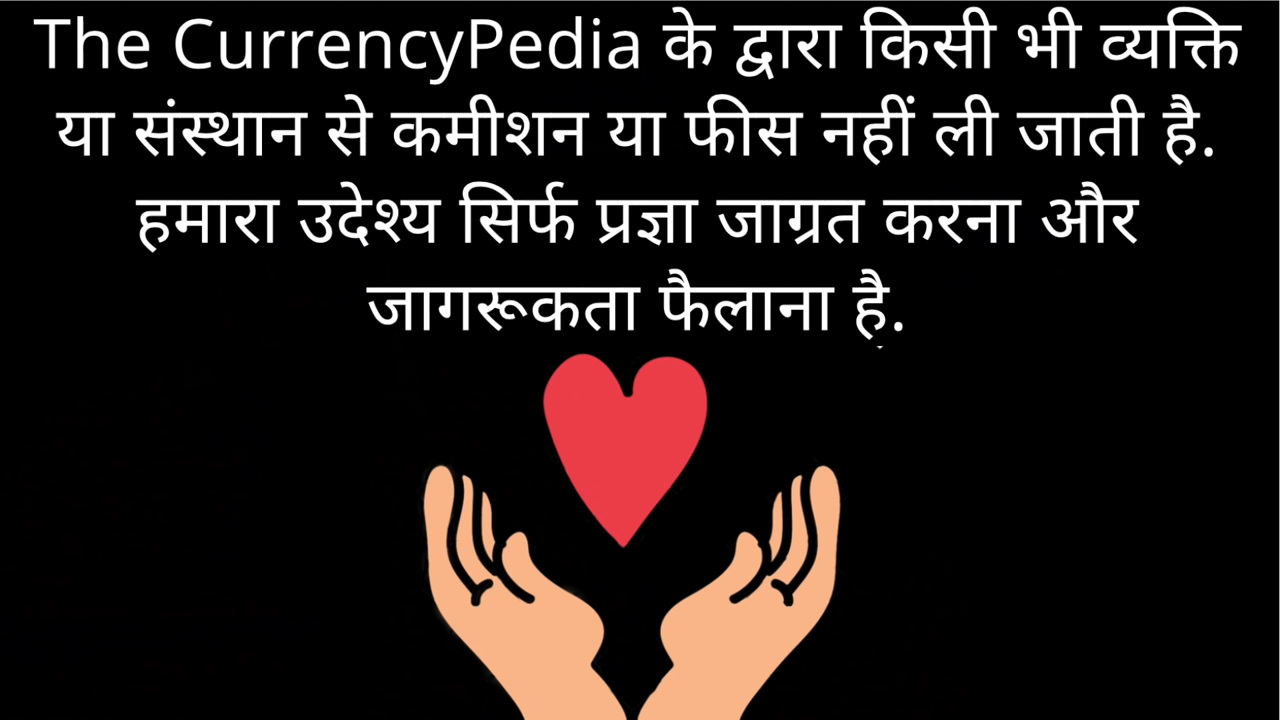 The CurrencyPedia के द्वारा किसी भी व्यक्ति
या संस्थान से कमीशन या फीस नहीं ली जाती है.
हमारा उदेश्य सिर्फ प्रज्ञा जाग्रत करना और
जागरूकता फैलाना है.